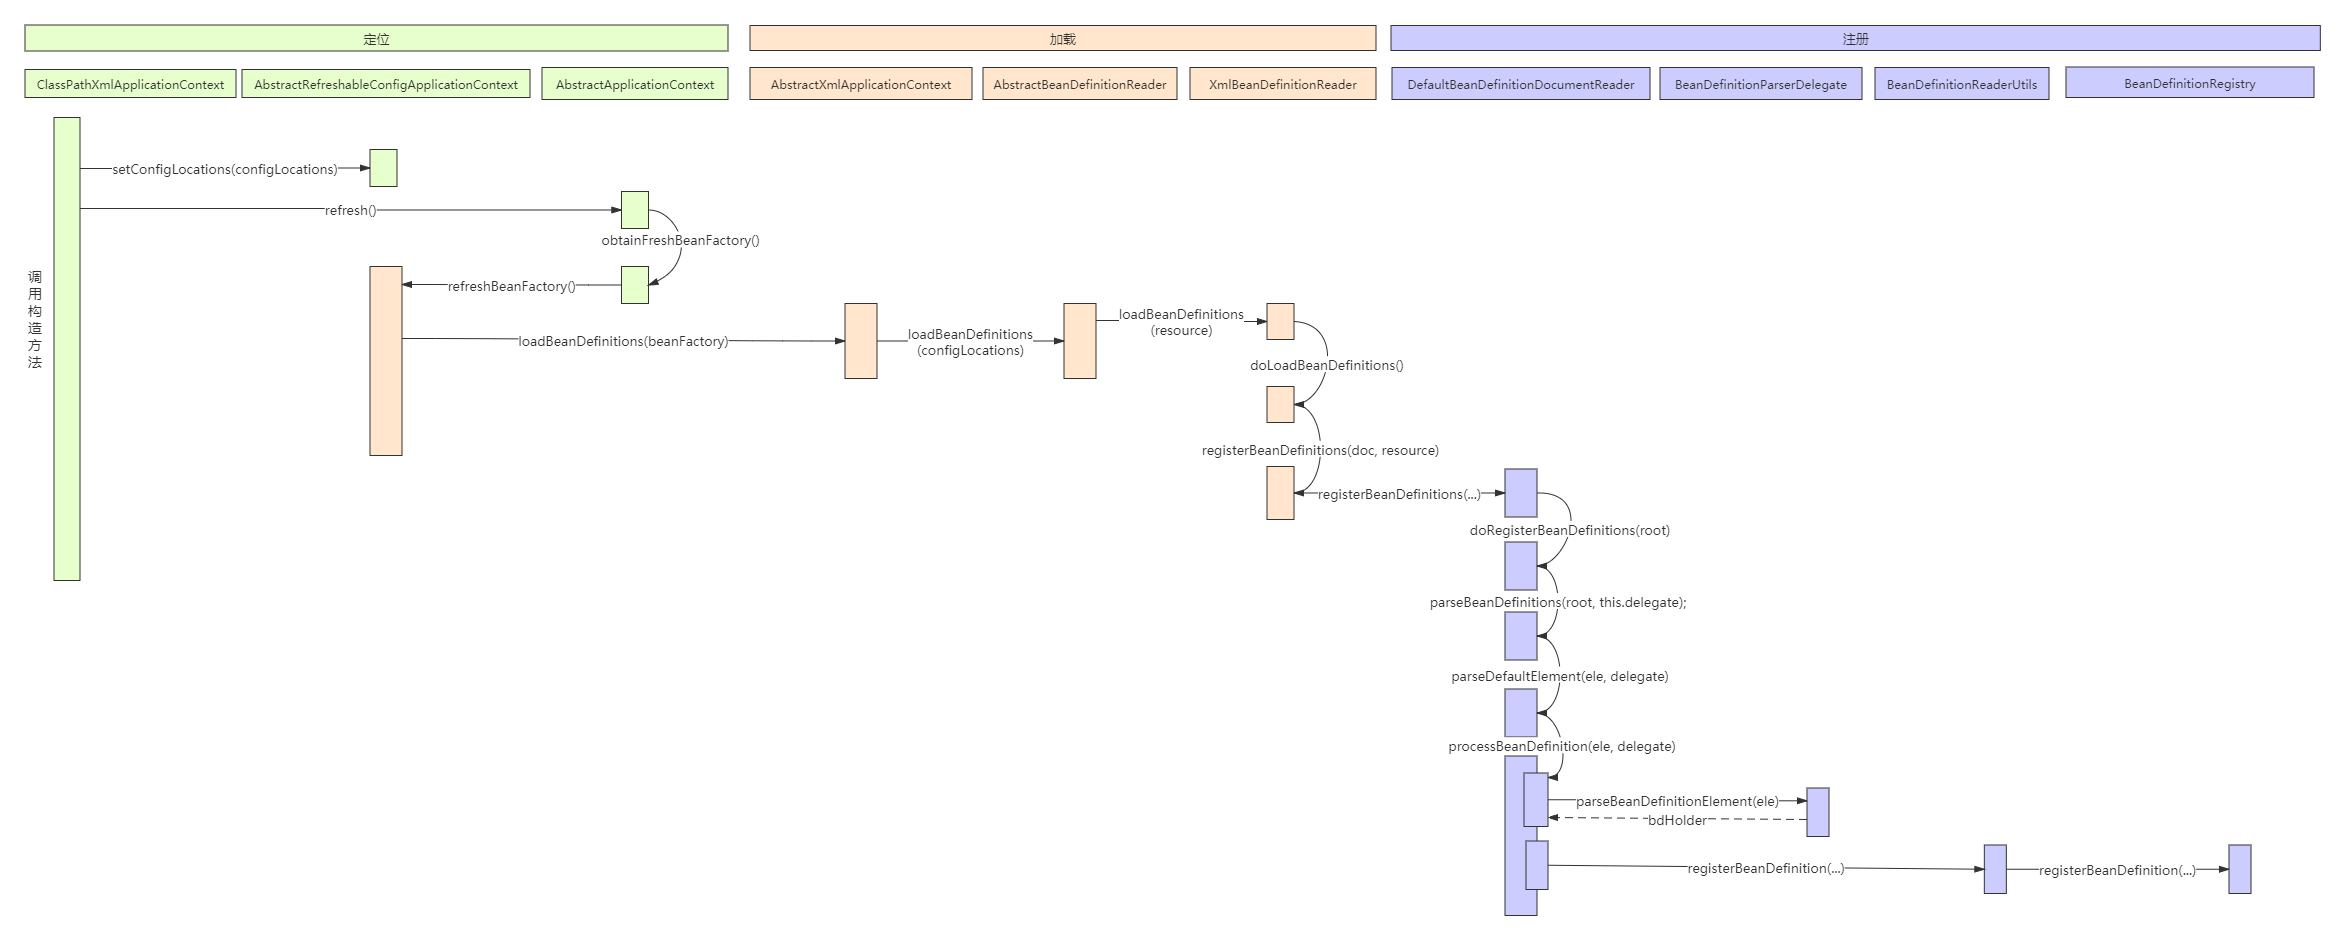 定位
加载
注册
ClassPathXmlApplicationContext
AbstractRefreshableConfigApplicationContext
AbstractApplicationContext
AbstractXmlApplicationContext
AbstractBeanDefinitionReader
XmlBeanDefinitionReader
DefaultBeanDefinitionDocumentReader
BeanDefinitionParserDelegate
BeanDefinitionReaderUtils
BeanDefinitionRegistry
调
用
构
造
方
法
setConfigLocations(configLocations)
refresh()
obtainFreshBeanFactory()
refreshBeanFactory()
loadBeanDefinitions(beanFactory)
loadBeanDefinitions
(configLocations)
loadBeanDefinitions
(resource)
doLoadBeanDefinitions()
registerBeanDefinitions(doc, resource)
registerBeanDefinitions(...)
doRegisterBeanDefinitions(root)
parseBeanDefinitions(root, this.delegate);
parseDefaultElement(ele, delegate)
processBeanDefinition(ele, delegate)
parseBeanDefinitionElement(ele)
bdHolder
registerBeanDefinition(...)
registerBeanDefinition(...)